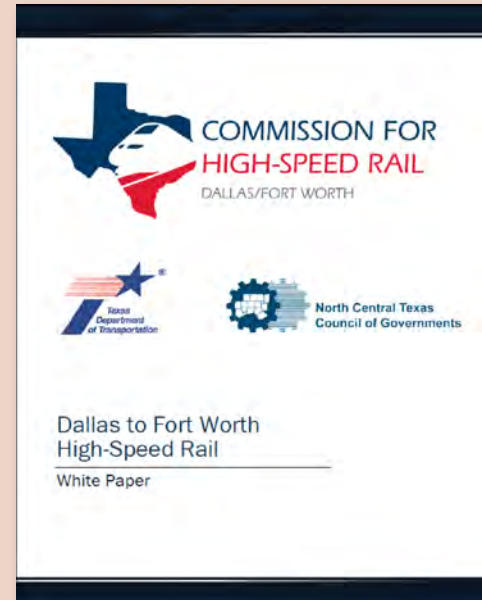 COMMISSION FOR
HIGH-SPEED RAIL
DALLAS/FORT WORTH
Texas
Department
of Transportation
®
North Central Texas
Council of Governments
Dallas to Fort Worth
High-Speed Rail
White Paper